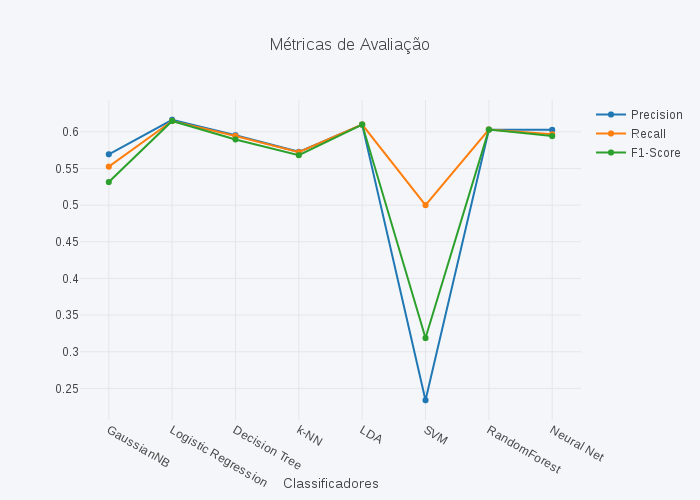 Métricas de Avaliação
Precision
Recall
F1-Score
0.6
0.55
0.5
0.45
0.4
0.35
0.3
0.25
GaussianNB
Logistic Regression
Decision Tree
k-NN
LDA
SVM
RandomForest
Neural Net
Classificadores